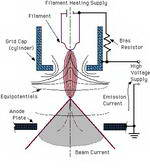 Filament Heating Supply
Filament
Grid Cap
(cylinder)
Bias
Resistor
High
Voltage
Supply
Equipotentials
Emission
Current
Anode
Plate
Beam Current